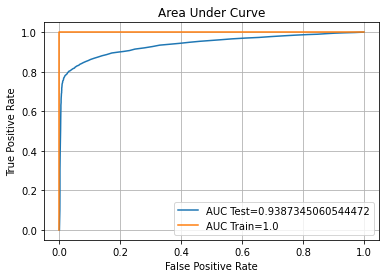 Area Under Curve
True Positive Rate
1.0
0.8
0.6
0.4
0.2
0.0
AUC Test=0.9387345060544472
AUC Train=1.0
0.0 0.2 0.4 0.6 0.8 1.0
False Positive Rate